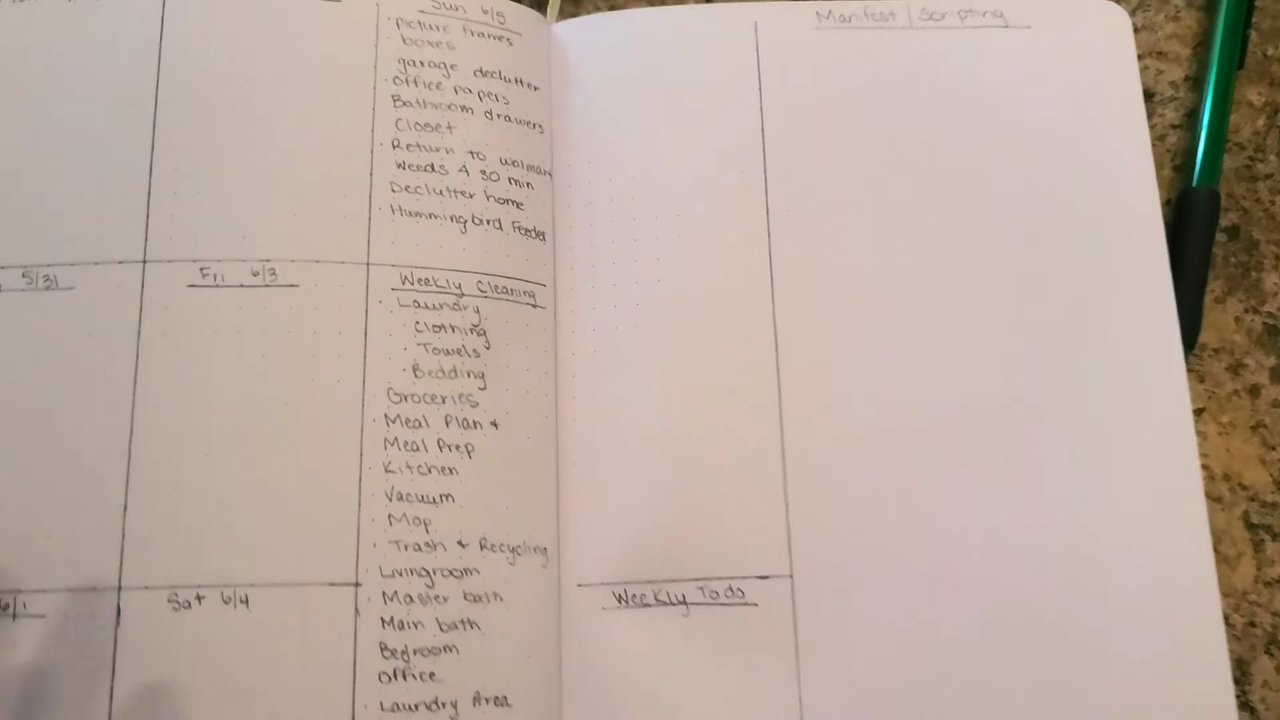 Sun 6/5
· picture frames
· boxes
garage declutter
· Office papers
Bathroom drawers
Closet
· Return to walmart
Weeds 4 30 min
Declutter home
· Hummingbird Feeder
5/31
Fri 6/3
Weekly Cleaning
· Laundry
· Clothing
· Towels
· Bedding
Groceries
· Meal Plan +
Meal Prep
· Kitchen
· Vacuum
· Mop
· Trash + Recycling
· Livingroom
· Master bath
Main bath
Bedroom
Office
· Laundry Area
6/1
Sat 6/4
Manifest | Scripting
Weekly Todo